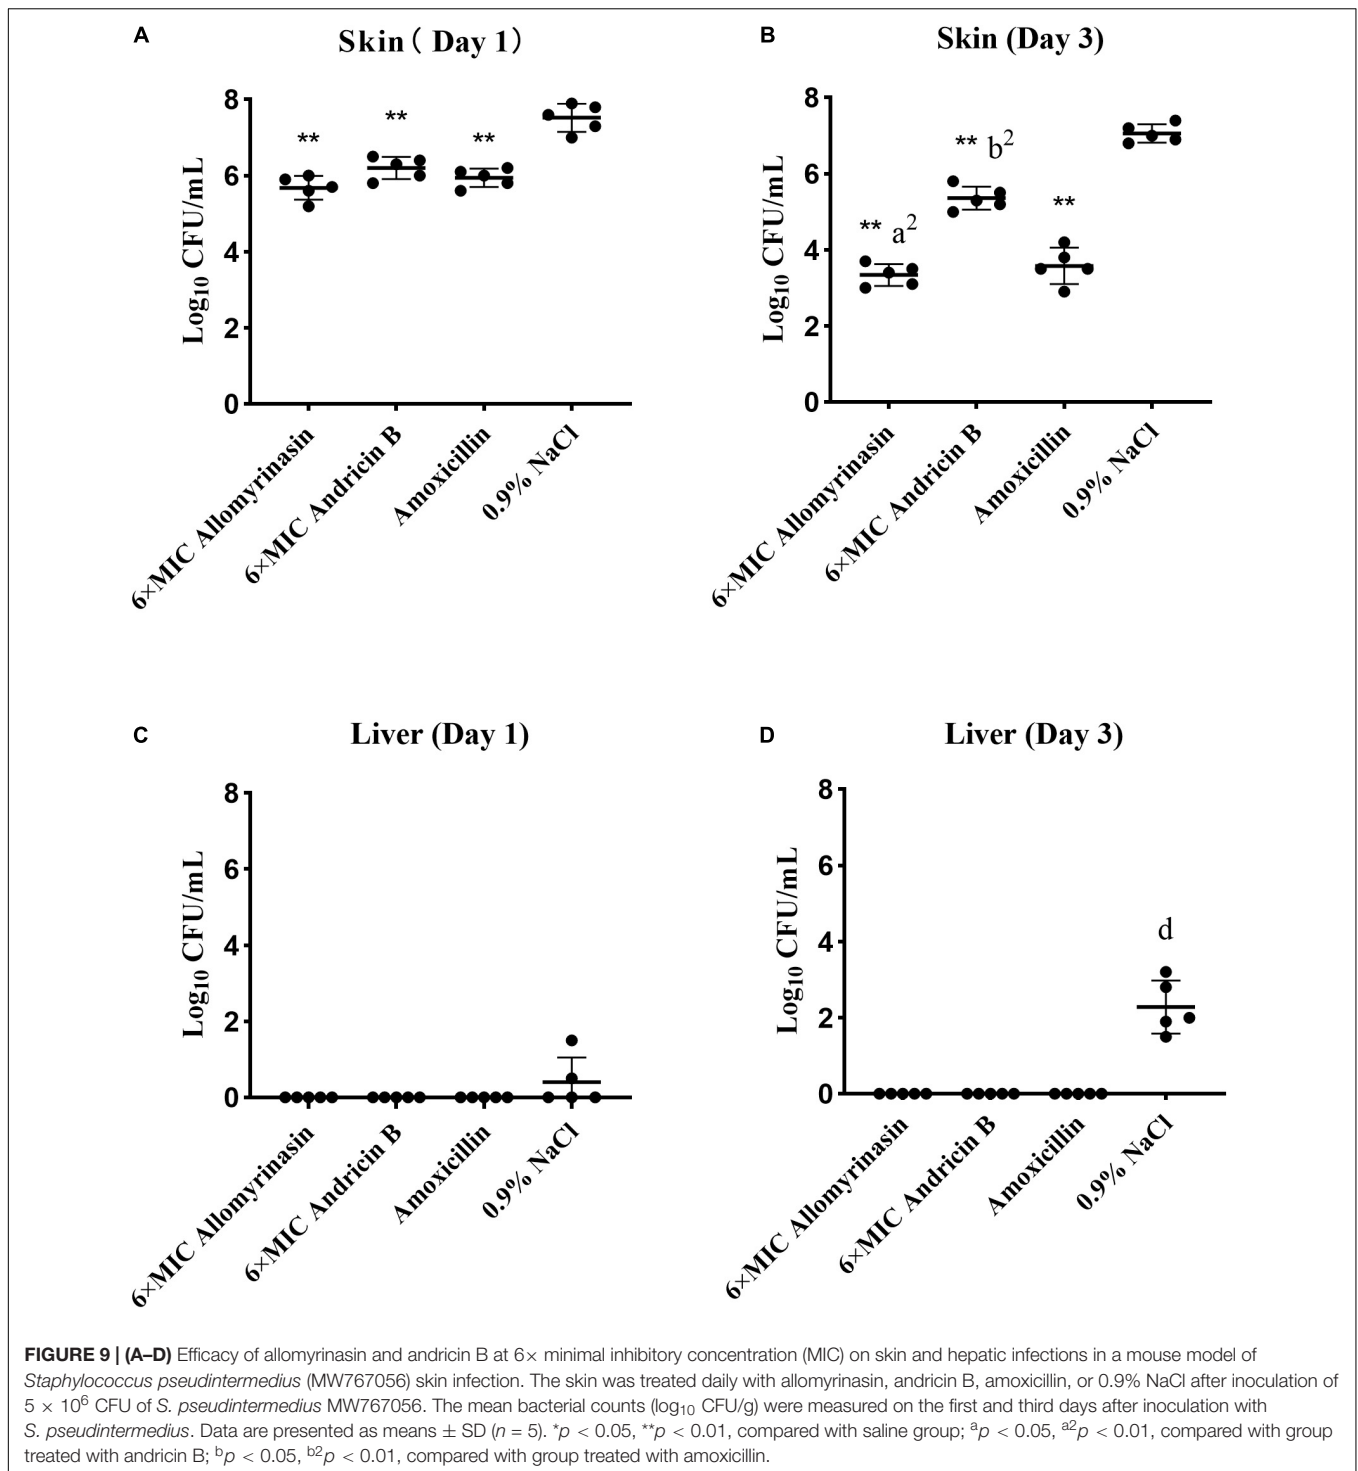 A
Skin ( Day 1)
Log10 CFU/mL
8
6
4
2
0
**
**
**
6×MIC Allomyrinasin
6×MIC Andricin B
Amoxicillin
0.9% NaCl
B
Skin (Day 3)
Log10 CFU/mL
8
6
4
2
0
** a2
** b2
**
6×MIC Allomyrinasin
6×MIC Andricin B
Amoxicillin
0.9% NaCl
C
Liver (Day 1)
Log10 CFU/mL
8
6
4
2
0
6×MIC Allomyrinasin
6×MIC Andricin B
Amoxicillin
0.9% NaCl
D
Liver (Day 3)
Log10 CFU/mL
8
6
4
2
0
d
6×MIC Allomyrinasin
6×MIC Andricin B
Amoxicillin
0.9% NaCl
FIGURE 9 | (A–D) Efficacy of allomyrinasin and andricin B at 6× minimal inhibitory concentration (MIC) on skin and hepatic infections in a mouse model of
Staphylococcus pseudintermedius (MW767056) skin infection. The skin was treated daily with allomyrinasin, andricin B, amoxicillin, or 0.9% NaCl after inoculation of
5 × 10⁶ CFU of S. pseudintermedius MW767056. The mean bacterial counts (log10 CFU/g) were measured on the first and third days after inoculation with
S. pseudintermedius. Data are presented as means ± SD (n = 5). *p < 0.05, **p < 0.01, compared with saline group; ap < 0.05, a2p < 0.01, compared with group
treated with andricin B; bp < 0.05, b2p < 0.01, compared with group treated with amoxicillin.